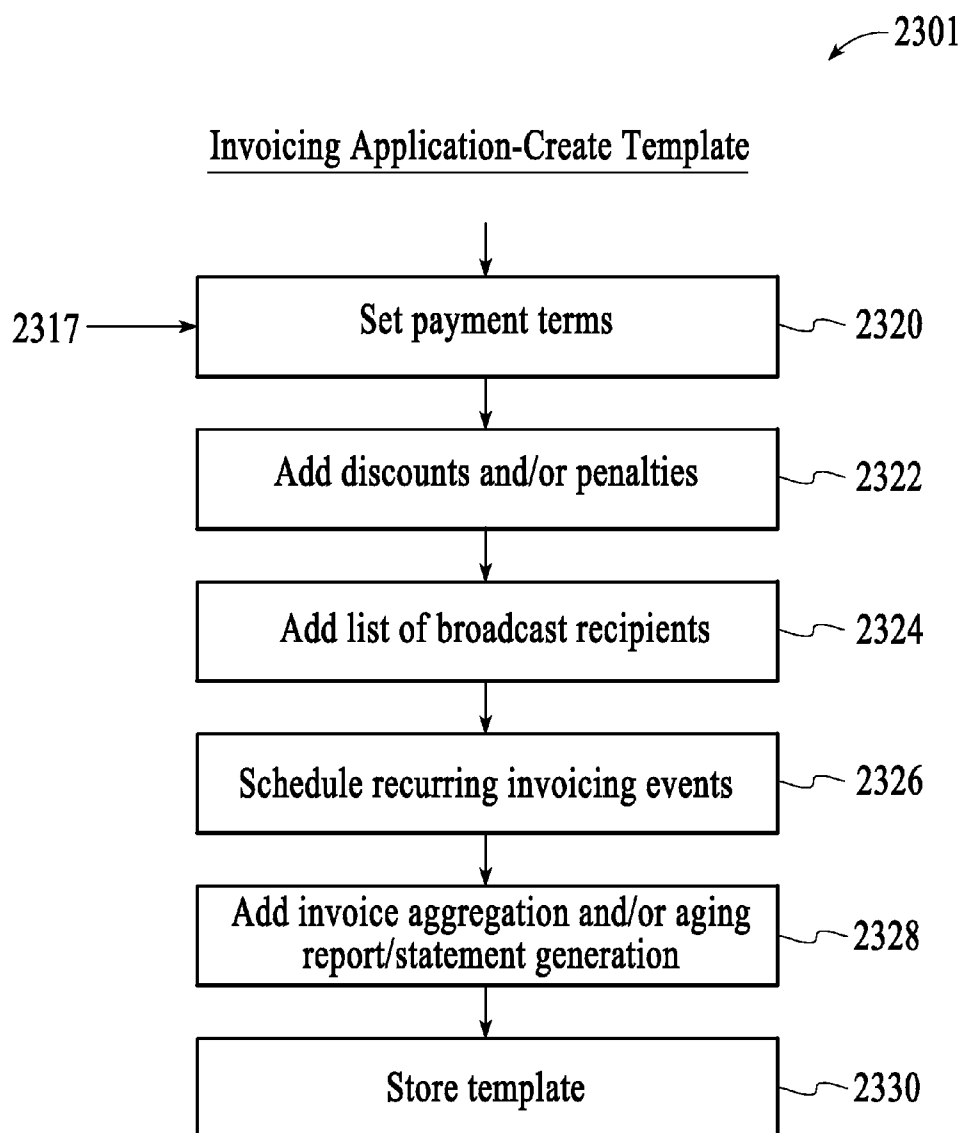 2301
Invoicing Application-Create Template
2317
Set payment terms
2320
Add discounts and/or penalties
2322
Add list of broadcast recipients
2324
Schedule recurring invoicing events
2326
Add invoice aggregation and/or aging
report/statement generation
2328
Store template
2330